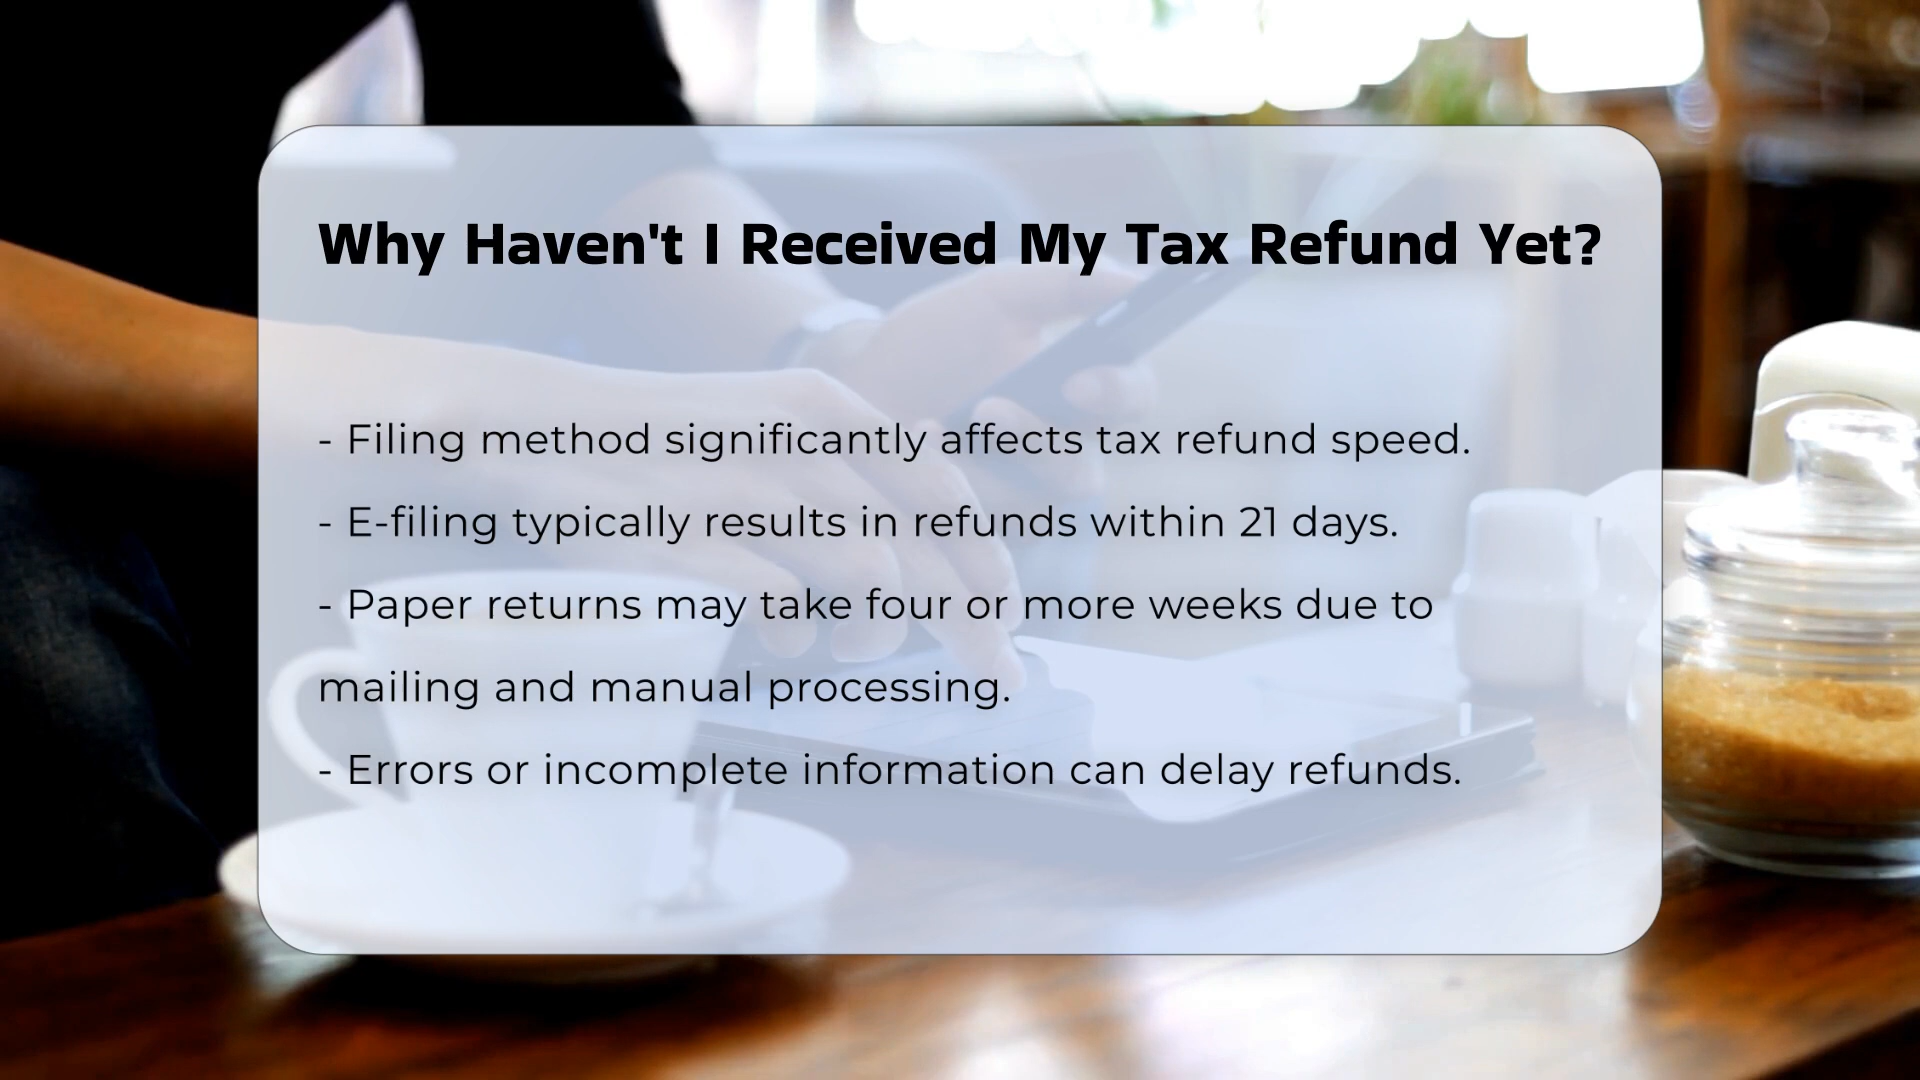 Why Haven't I Received My Tax Refund Yet?
- Filing method significantly affects tax refund speed.
- E-filing typically results in refunds within 21 days.
- Paper returns may take four or more weeks due to
mailing and manual processing.
- Errors or incomplete information can delay refunds.